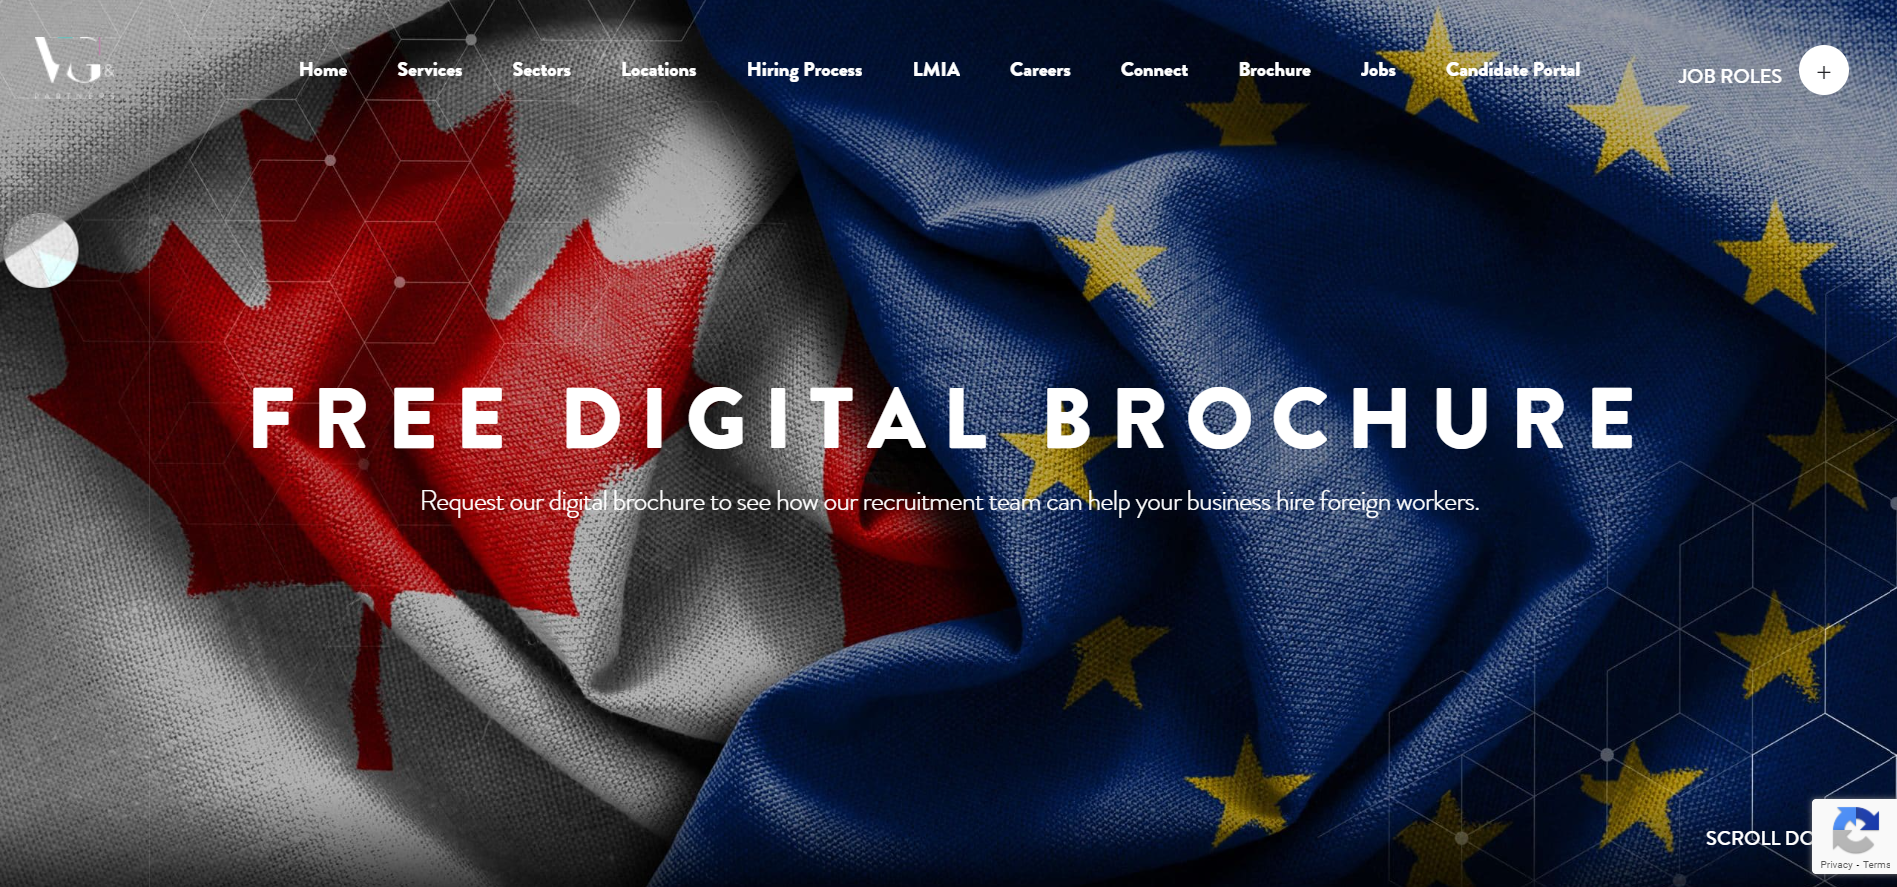 VG&
PARTNERS
Home Services Sectors Locations Hiring Process LMIA Careers Connect Brochure Jobs Candidate Portal
JOB ROLES +
FREE DIGITAL BROCHURE
Request our digital brochure to see how our recruitment team can help your business hire foreign workers.
SCROLL DO
Privacy - Terms